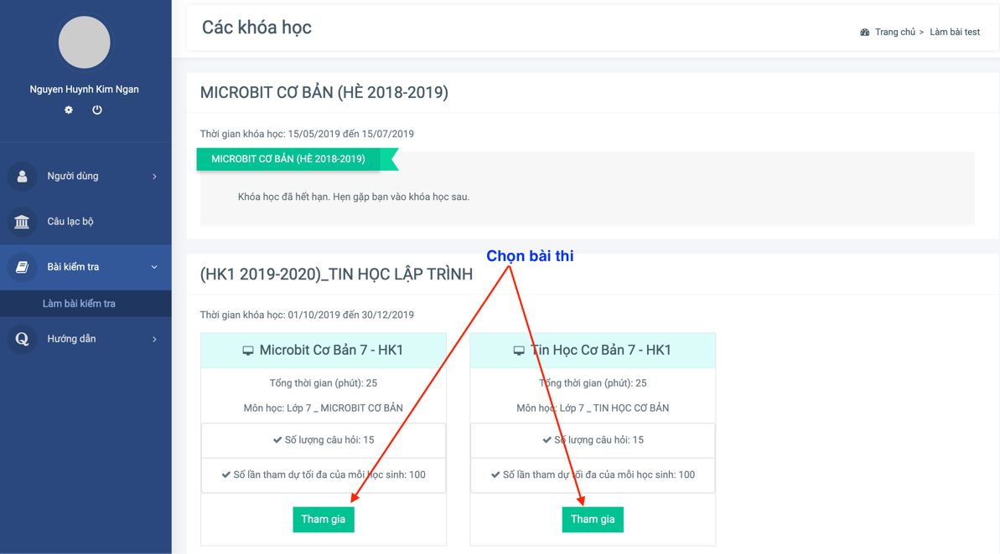 Nguyen Huynh Kim Ngan
Người dùng
Câu lạc bộ
Bài kiểm tra
Làm bài kiểm tra
Hướng dẫn
Các khóa học
Trang chủ > Làm bài test
MICROBIT CƠ BẢN (HÈ 2018-2019)
Thời gian khóa học: 15/05/2019 đến 15/07/2019
MICROBIT CƠ BẢN (HÈ 2018-2019)
Khóa học đã hết hạn. Hẹn gặp bạn vào khóa học sau.
Chọn bài thi
(HK1 2019-2020)_TIN HỌC LẬP TRÌNH
Thời gian khóa học: 01/10/2019 đến 30/12/2019
Microbit Cơ Bản 7 - HK1
Tổng thời gian (phút): 25
Môn học: Lớp 7 _ MICROBIT CƠ BẢN
Số lượng câu hỏi: 15
Số lần tham dự tối đa của mỗi học sinh: 100
Tham gia
Tin Học Cơ Bản 7 - HK1
Tổng thời gian (phút): 25
Môn học: Lớp 7 _ TIN HỌC CƠ BẢN
Số lượng câu hỏi: 15
Số lần tham dự tối đa của mỗi học sinh: 100
Tham gia